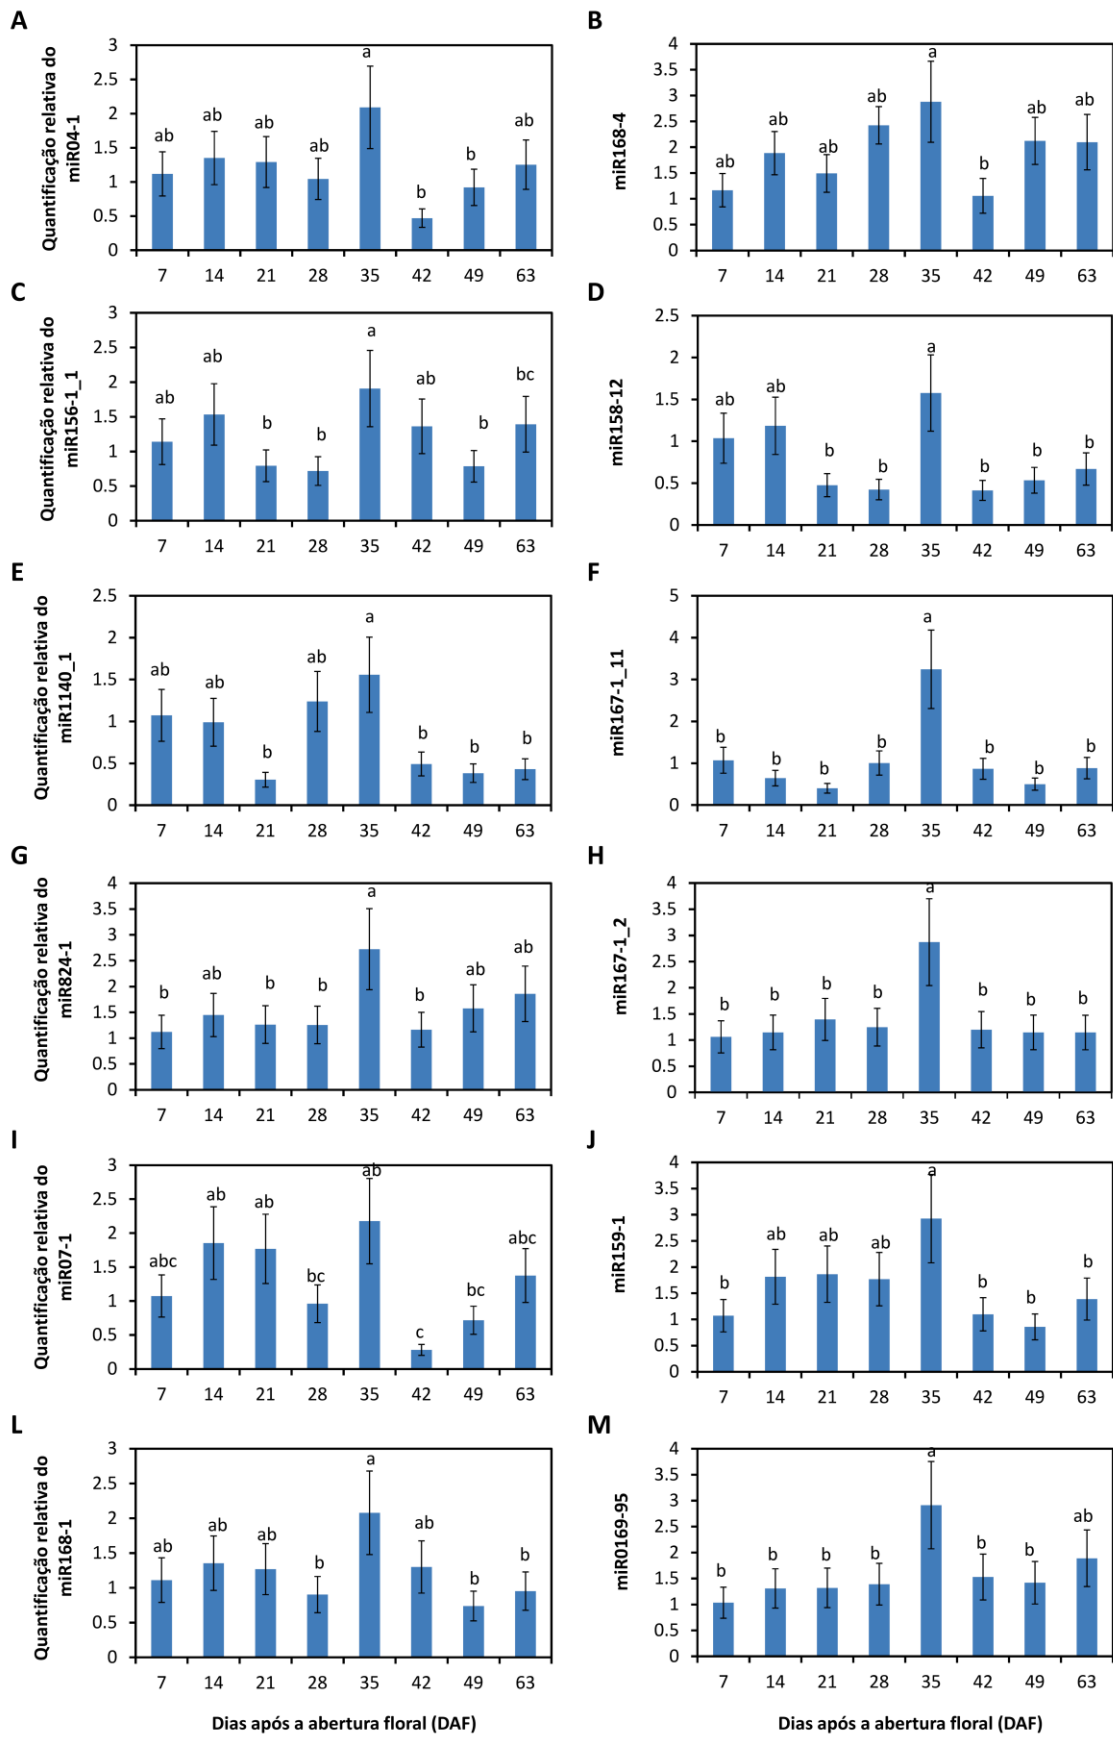 A
Quantificação relativa do
miR04-1
3
2.5
2
1.5
1
0.5
0
ab
ab
ab
ab
a
b
b
ab
7 14 21 28 35 42 49 63
B
miR168-4
4
3.5
3
2.5
2
1.5
1
0.5
0
ab
ab
ab
ab
a
b
ab
ab
7 14 21 28 35 42 49 63
C
Quantificação relativa do
miR156-1_1
3
2.5
2
1.5
1
0.5
0
ab
ab
b
b
a
ab
b
bc
7 14 21 28 35 42 49 63
D
miR158-12
2.5
2
1.5
1
0.5
0
ab
ab
b
b
a
b
b
b
7 14 21 28 35 42 49 63
E
Quantificação relativa do
miR1140_1
2.5
2
1.5
1
0.5
0
ab
ab
b
ab
a
b
b
b
7 14 21 28 35 42 49 63
F
miR167-1_11
5
4
3
2
1
0
b
b
b
b
a
b
b
b
7 14 21 28 35 42 49 63
G
Quantificação relativa do
miR824-1
4
3.5
3
2.5
2
1.5
1
0.5
0
b
ab
b
b
a
b
ab
ab
7 14 21 28 35 42 49 63
H
miR167-1_2
4
3.5
3
2.5
2
1.5
1
0.5
0
b
b
b
b
a
b
b
b
7 14 21 28 35 42 49 63
I
Quantificação relativa do
miR07-1
3
2.5
2
1.5
1
0.5
0
abc
ab
ab
bc
ab
c
bc
abc
7 14 21 28 35 42 49 63
J
miR159-1
4
3.5
3
2.5
2
1.5
1
0.5
0
b
ab
ab
ab
a
b
b
b
7 14 21 28 35 42 49 63
L
Quantificação relativa do
miR168-1
3
2.5
2
1.5
1
0.5
0
ab
ab
ab
b
a
ab
b
b
7 14 21 28 35 42 49 63
Dias após a abertura floral (DAF)
M
miR0169-95
4
3.5
3
2.5
2
1.5
1
0.5
0
b
b
b
b
a
b
b
ab
7 14 21 28 35 42 49 63
Dias após a abertura floral (DAF)